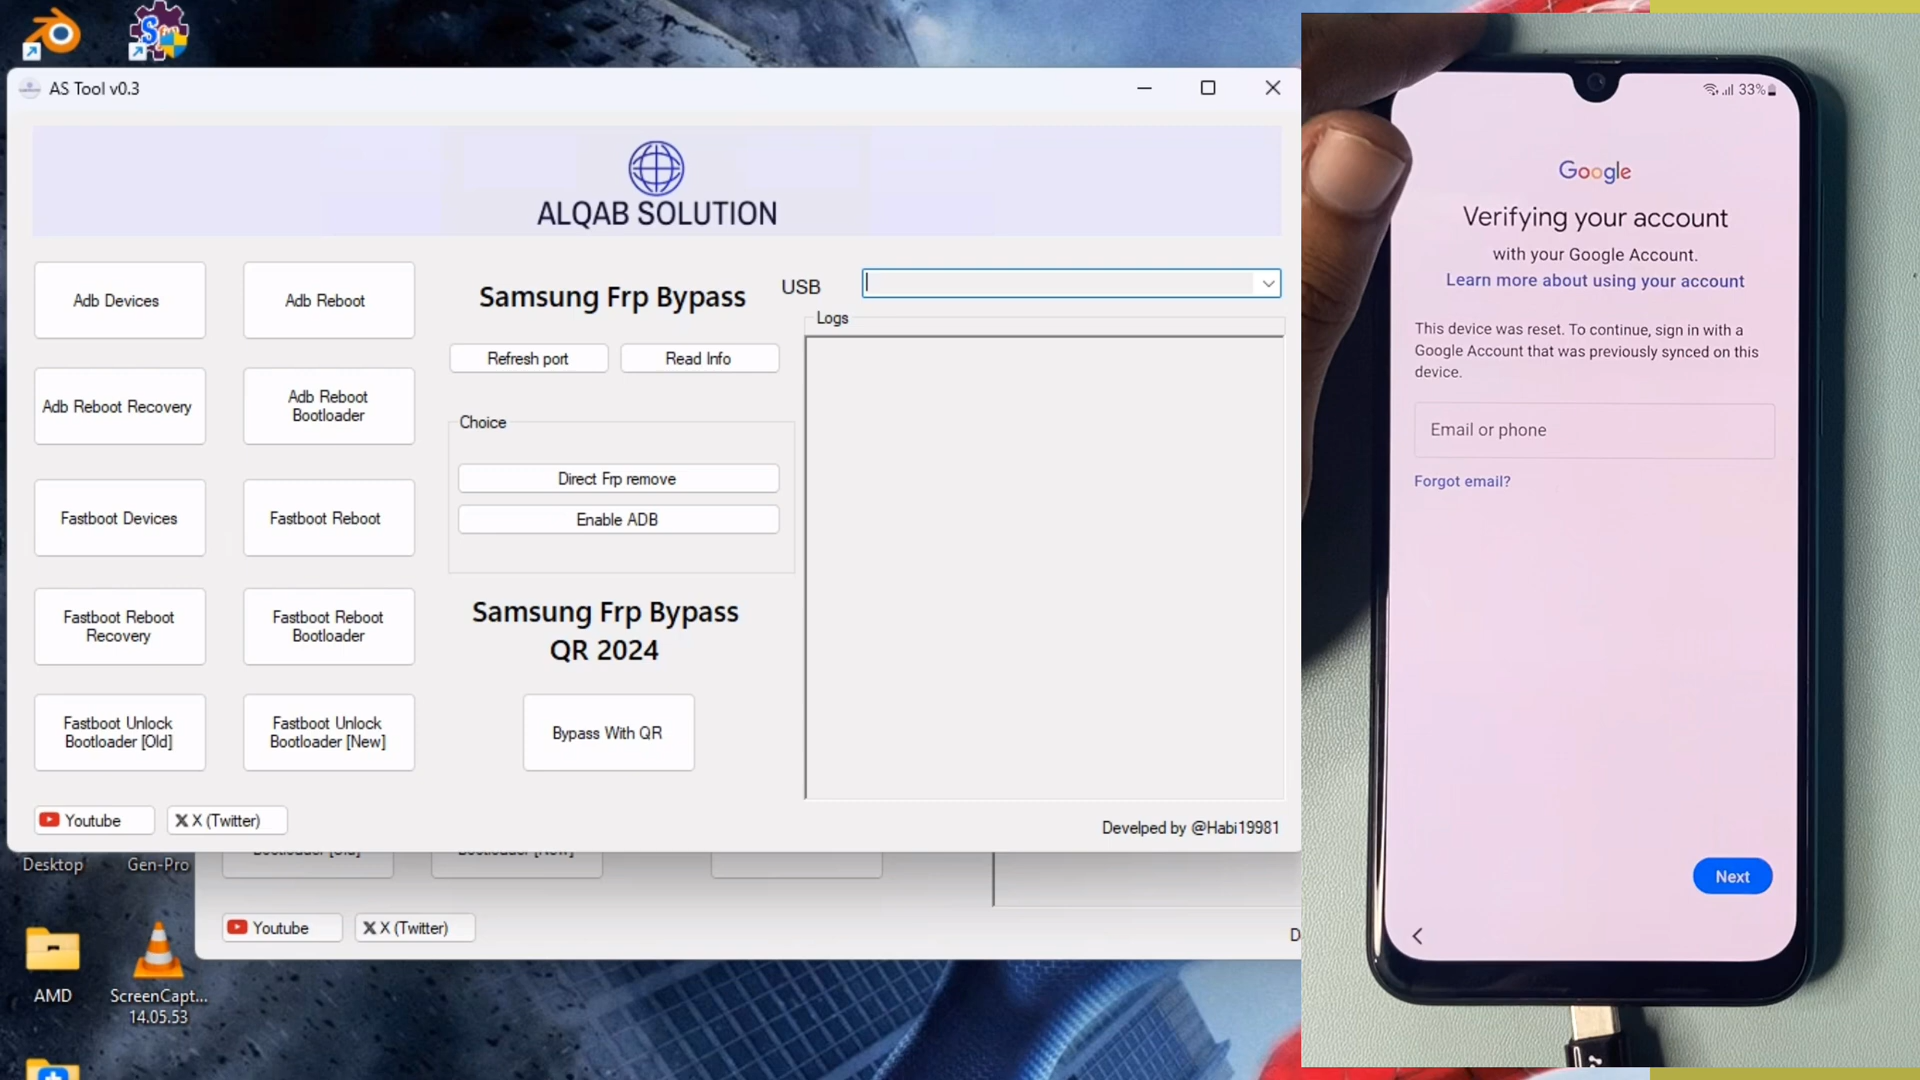 AS Tool v0.3
ALQAB SOLUTION
Adb Devices
Adb Reboot
Samsung Frp Bypass
USB
Logs
Refresh port
Read Info
Adb Reboot Recovery
Adb Reboot
Bootloader
Choice
Direct Frp remove
Enable ADB
Fastboot Devices
Fastboot Reboot
Fastboot Reboot
Recovery
Fastboot Reboot
Bootloader
Samsung Frp Bypass
QR 2024
Fastboot Unlock
Bootloader [Old]
Fastboot Unlock
Bootloader [New]
Bypass With QR
Youtube
X (Twitter)
Develped by @Habi19981
Desktop
Gen-Pro
Bootloader [Old]
Bootloader [New]
Youtube
X (Twitter)
D
AMD
ScreenCapt...
14.05.53
33%
Google
Verifying your account
with your Google Account.
Learn more about using your account
This device was reset. To continue, sign in with a
Google Account that was previously synced on this
device.
Email or phone
Forgot email?
Next